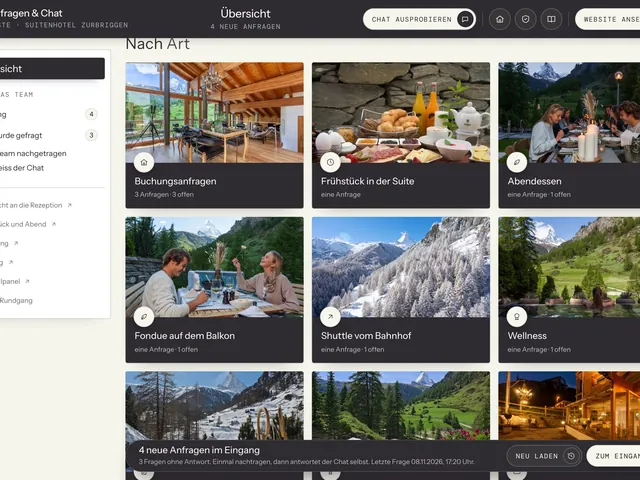 fragen & Chat
STE · SUITENHOTEL ZURBRIGGEN
Übersicht
4 NEUE ANFRAGEN
CHAT AUSPROBIEREN
WEBSITE ANSE
sicht
AS TEAM
ng 4
urde gefragt 3
eam nachgetragen
eiss der Chat
cht an die Rezeption ↗
ück und Abend ↗
ng ↗
g ↗
lpanel ↗
Rundgang
Nach Art
Buchungsanfragen
3 Anfragen · 3 offen
Frühstück in der Suite
eine Anfrage
Abendessen
eine Anfrage · 1 offen
Fondue auf dem Balkon
eine Anfrage · 1 offen
Shuttle vom Bahnhof
eine Anfrage · 1 offen
Wellness
eine Anfrage · 1 offen
4 neue Anfragen im Eingang
3 Fragen ohne Antwort. Einmal nachtragen, dann antwortet der Chat selbst. Letzte Frage 08.11.2026, 17:20 Uhr.
NEU LADEN
ZUM EINGAN